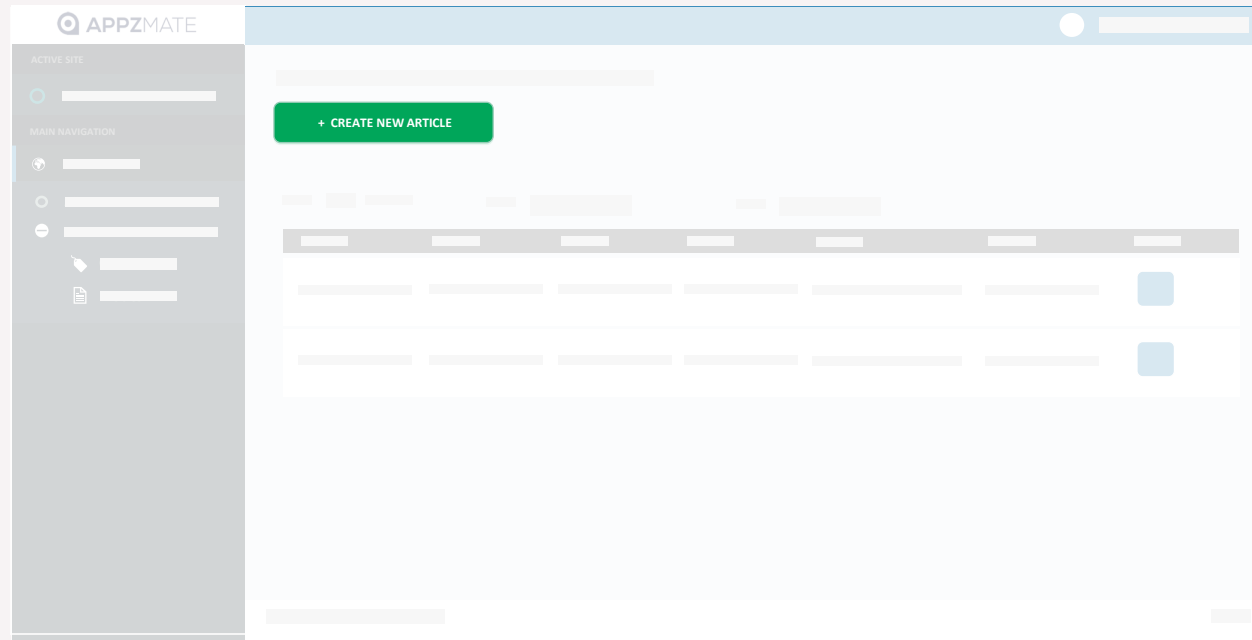 APPZMATE
ACTIVE SITE
MAIN NAVIGATION
+ CREATE NEW ARTICLE